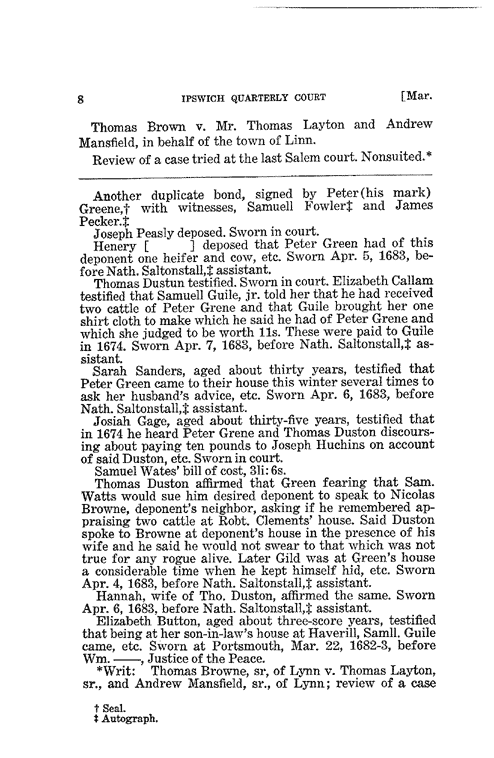 8 IPSWICH QUARTERLY COURT [Mar.
Thomas Brown v. Mr. Thomas Layton and Andrew
Mansfield, in behalf of the town of Linn.
Review of a case tried at the last Salem court. Nonsuited.*
Another duplicate bond, signed by Peter(his mark)
Greene,† with witnesses, Samuell Fowler‡ and James
Pecker.‡
Joseph Peasly deposed. Sworn in court.
Henery [ ] deposed that Peter Green had of this
deponent one heifer and cow, etc. Sworn Apr. 5, 1683, be-
fore Nath. Saltonstall,‡ assistant.
Thomas Dustun testified. Sworn in court. Elizabeth Callam
testified that Samuell Guile, jr. told her that he had received
two cattle of Peter Grene and that Guile brought her one
shirt cloth to make which he said he had of Peter Grene and
which she judged to be worth 11s. These were paid to Guile
in 1674. Sworn Apr. 7, 1683, before Nath. Saltonstall,‡ as-
sistant.
Sarah Sanders, aged about thirty years, testified that
Peter Green came to their house this winter several times to
ask her husband's advice, etc. Sworn Apr. 6, 1683, before
Nath. Saltonstall,‡ assistant.
Josiah Gage, aged about thirty-five years, testified that
in 1674 he heard Peter Grene and Thomas Duston discours-
ing about paying ten pounds to Joseph Huchins on account
of said Duston, etc. Sworn in court.
Samuel Wates' bill of cost, 3li: 6s.
Thomas Duston affirmed that Green fearing that Sam.
Watts would sue him desired deponent to speak to Nicolas
Browne, deponent's neighbor, asking if he remembered ap-
praising two cattle at Robt. Clements' house. Said Duston
spoke to Browne at deponent's house in the presence of his
wife and he said he would not swear to that which was not
true for any rogue alive. Later Gild was at Green's house
a considerable time when he kept himself hid, etc. Sworn
Apr. 4, 1683, before Nath. Saltonstall,‡ assistant.
Hannah, wife of Tho. Duston, affirmed the same. Sworn
Apr. 6, 1683, before Nath. Saltonstall,‡ assistant.
Elizabeth Button, aged about three-score years, testified
that being at her son-in-law's house at Haverill, Samll. Guile
came, etc. Sworn at Portsmouth, Mar. 22, 1682-3, before
Wm. ——, Justice of the Peace.
*Writ: Thomas Browne, sr, of Lynn v. Thomas Layton,
sr., and Andrew Mansfield, sr., of Lynn; review of a case
† Seal.
‡ Autograph.